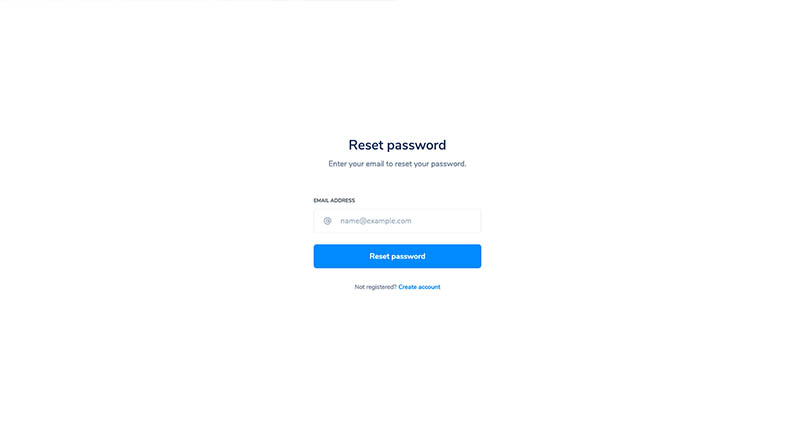 Reset password
Enter your email to reset your password.
EMAIL ADDRESS
name@example.com
Reset password
Not registered? Create account